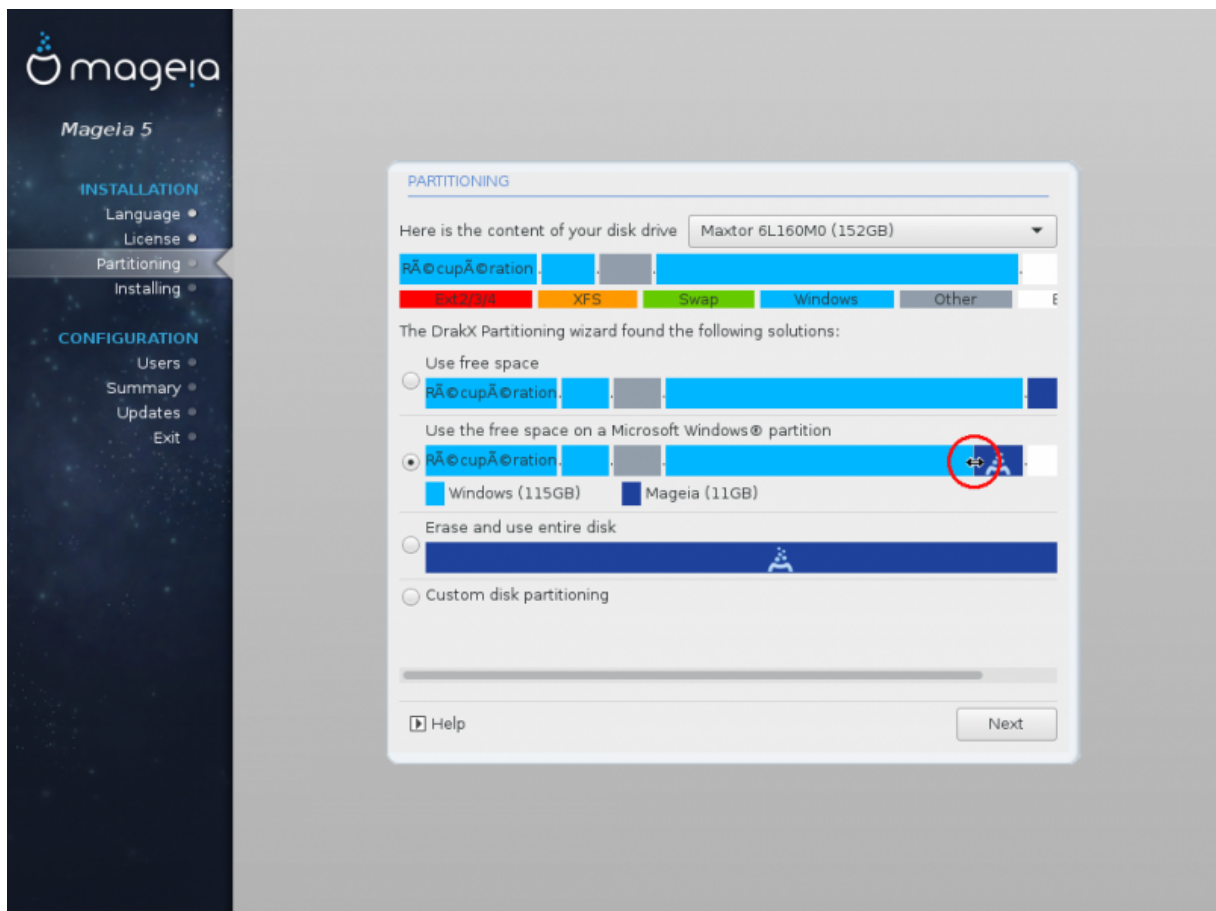 mageia
Mageia 5
INSTALLATION
Language
License
Partitioning
Installing
CONFIGURATION
Users
Summary
Updates
Exit
PARTITIONING
Here is the content of your disk drive Maxtor 6L160M0 (152GB)
RÃ©cupÃ©ration
Ext2/3/4 XFS Swap Windows Other E
The DrakX Partitioning wizard found the following solutions:
Use free space
RÃ©cupÃ©ration
Use the free space on a Microsoft Windows® partition
RÃ©cupÃ©ration
Windows (115GB) Mageia (11GB)
Erase and use entire disk
Custom disk partitioning
Help Next